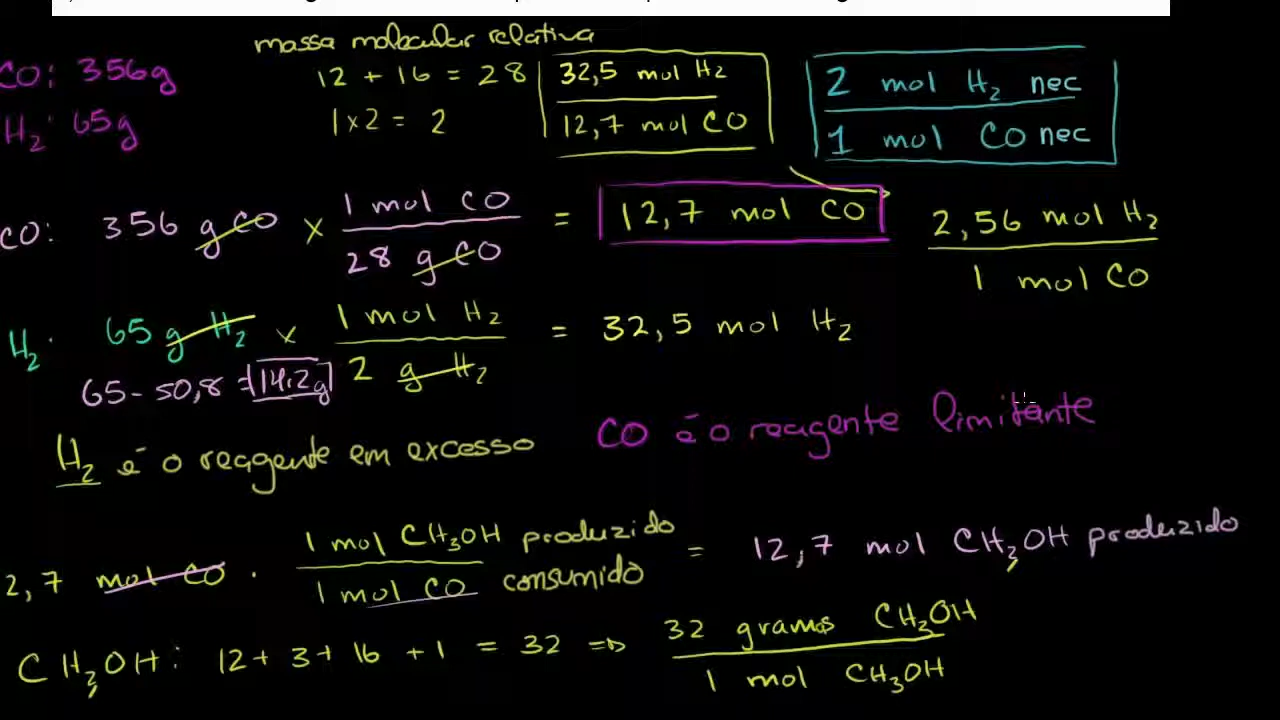 massa molecular relativa
CO: 356g
12 + 16 = 28
32,5 mol H₂
12,7 mol CO
2 mol H₂ nec
1 mol CO nec
H₂: 65g
1x2 = 2
CO: 356 g CO x 1 mol CO
28 g CO
= 12,7 mol CO
2,56 mol H₂
1 mol CO
H₂. 65 g H₂ x 1 mol H₂
2 g H₂
= 32,5 mol H₂
65 - 50,8 = 14.2g
H₂ é o reagente em excesso
CO é o reagente limitante
2,7 mol CO . 1 mol CH₃OH produzido
1 mol CO consumido
= 12,7 mol CH₃OH produzido
CH₃OH: 12 + 3 + 16 + 1 = 32 ⇒ 32 gramos CH₃OH
1 mol CH₃OH